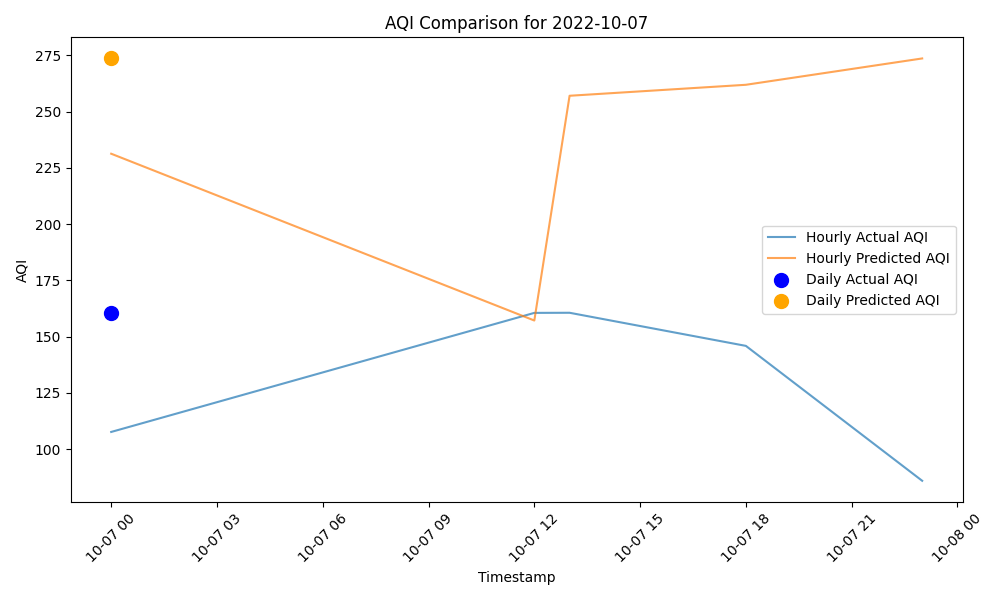 AQI Comparison for 2022-10-07
AQI
275
250
225
200
175
150
125
100
Hourly Actual AQI
Hourly Predicted AQI
Daily Actual AQI
Daily Predicted AQI
10-07 00
10-07 03
10-07 06
10-07 09
10-07 12
10-07 15
10-07 18
10-07 21
10-08 00
Timestamp